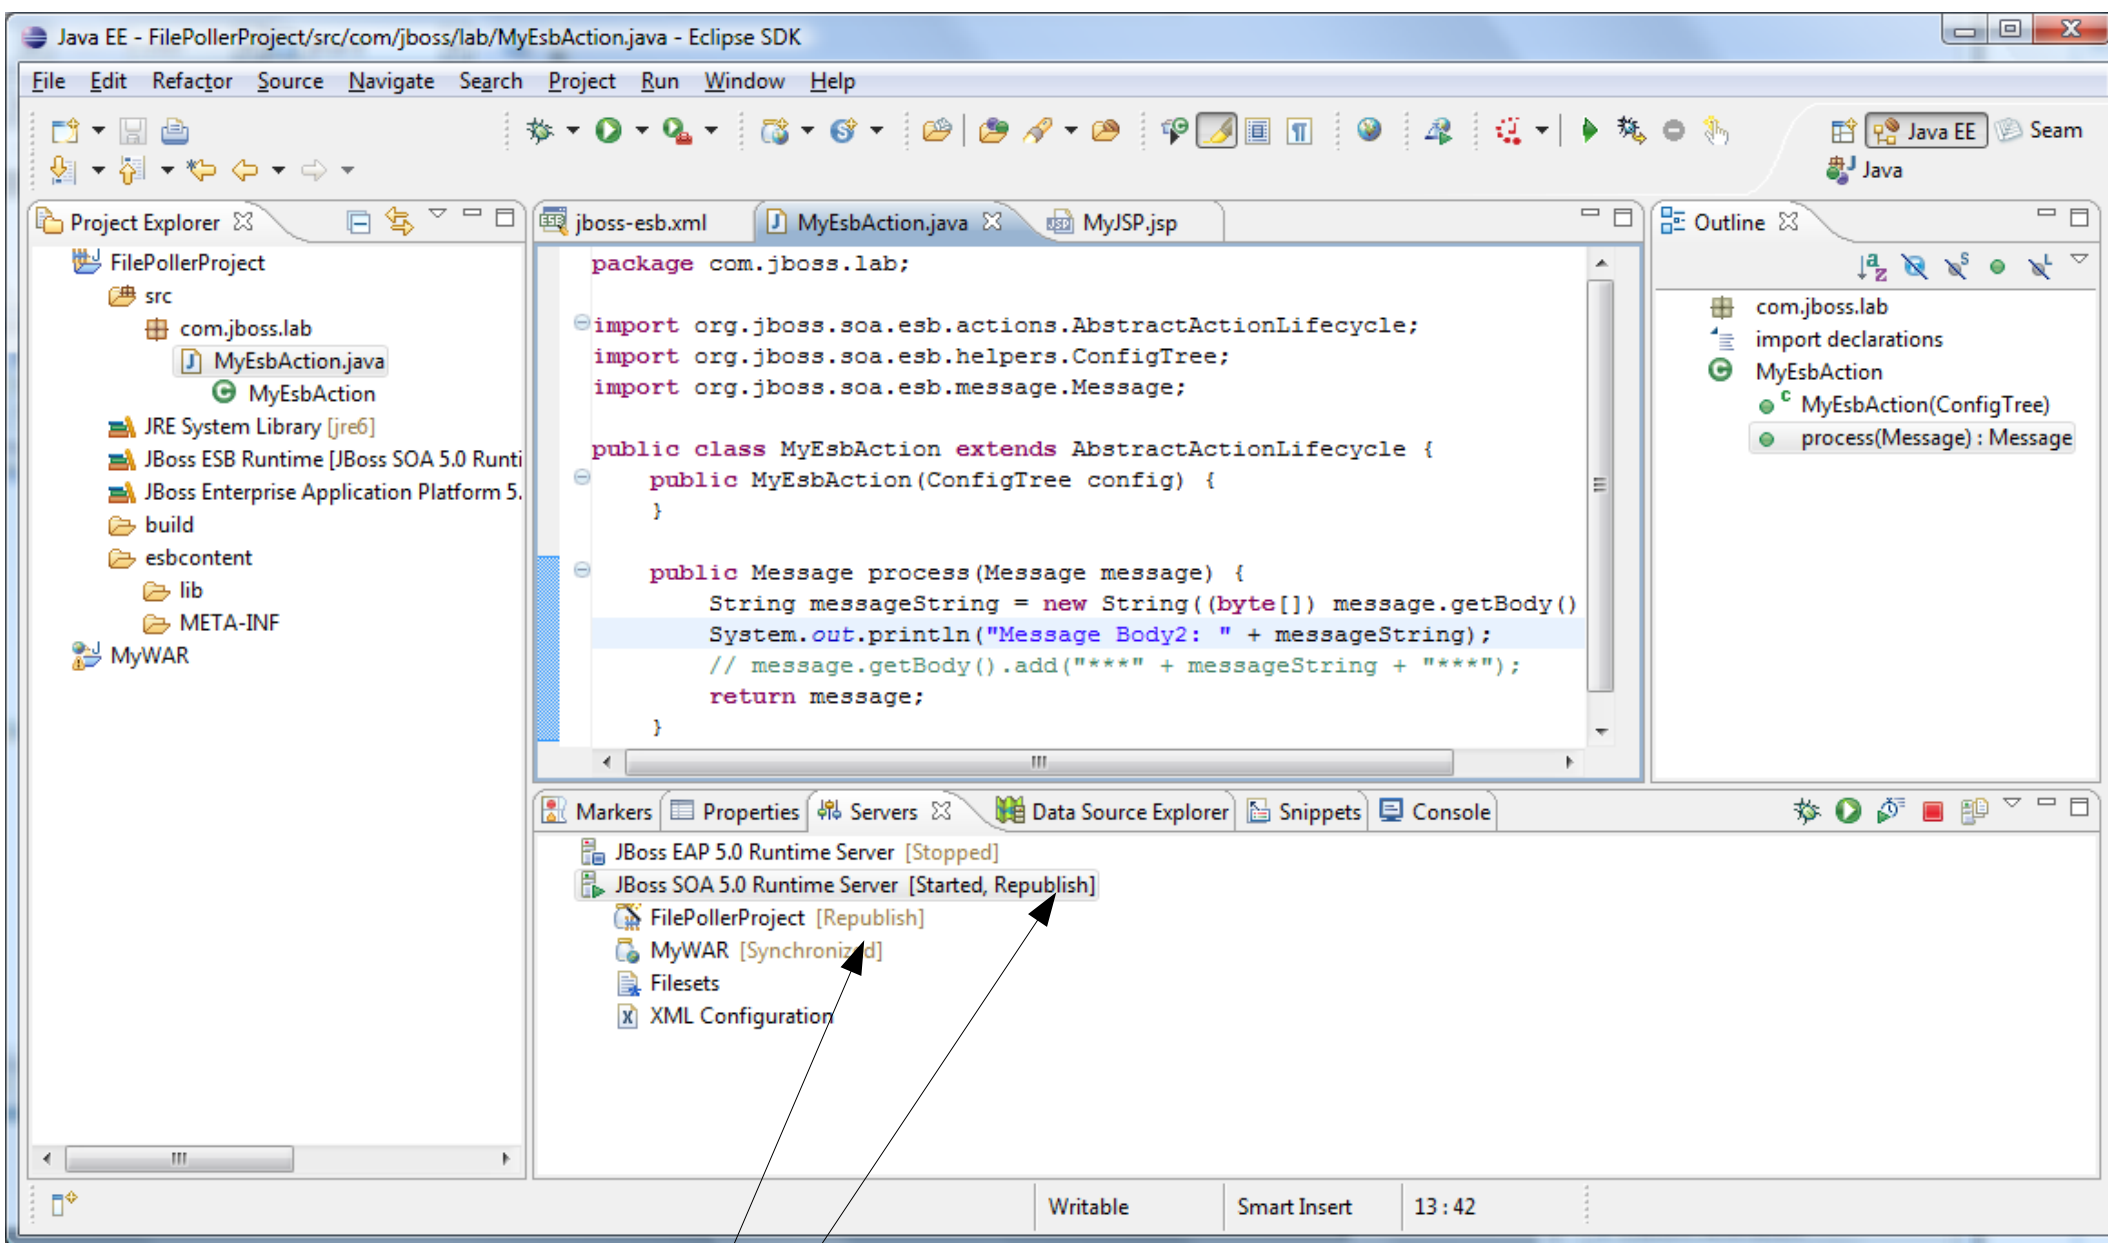 Java EE - FilePollerProject/src/com/jboss/lab/MyEsbAction.java - Eclipse SDK
File Edit Refactor Source Navigate Search Project Run Window Help
Java EE Seam
Java
Project Explorer
FilePollerProject
src
com.jboss.lab
MyEsbAction.java
MyEsbAction
JRE System Library [jre6]
JBoss ESB Runtime [JBoss SOA 5.0 Runti
JBoss Enterprise Application Platform 5.
build
esbcontent
lib
META-INF
MyWAR
jboss-esb.xml MyEsbAction.java MyJSP.jsp
package com.jboss.lab;
import org.jboss.soa.esb.actions.AbstractActionLifecycle;
import org.jboss.soa.esb.helpers.ConfigTree;
import org.jboss.soa.esb.message.Message;
public class MyEsbAction extends AbstractActionLifecycle {
public MyEsbAction(ConfigTree config) {
}
public Message process(Message message) {
String messageString = new String((byte[]) message.getBody()
System.out.println("Message Body2: " + messageString);
// message.getBody().add("***" + messageString + "***");
return message;
}
Outline
com.jboss.lab
import declarations
MyEsbAction
MyEsbAction(ConfigTree)
process(Message) : Message
Markers Properties Servers Data Source Explorer Snippets Console
JBoss EAP 5.0 Runtime Server [Stopped]
JBoss SOA 5.0 Runtime Server [Started, Republish]
FilePollerProject [Republish]
MyWAR [Synchronized]
Filesets
XML Configuration
Writable Smart Insert 13 : 42